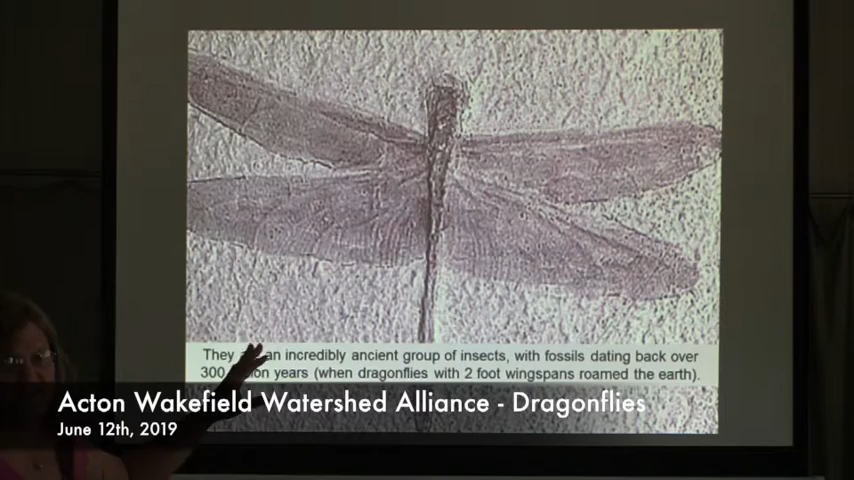 They an incredibly ancient group of insects, with fossils dating back over
300 on years (when dragonflies with 2 foot wingspans roamed the earth).
Acton Wakefield Watershed Alliance - Dragonflies
June 12th, 2019